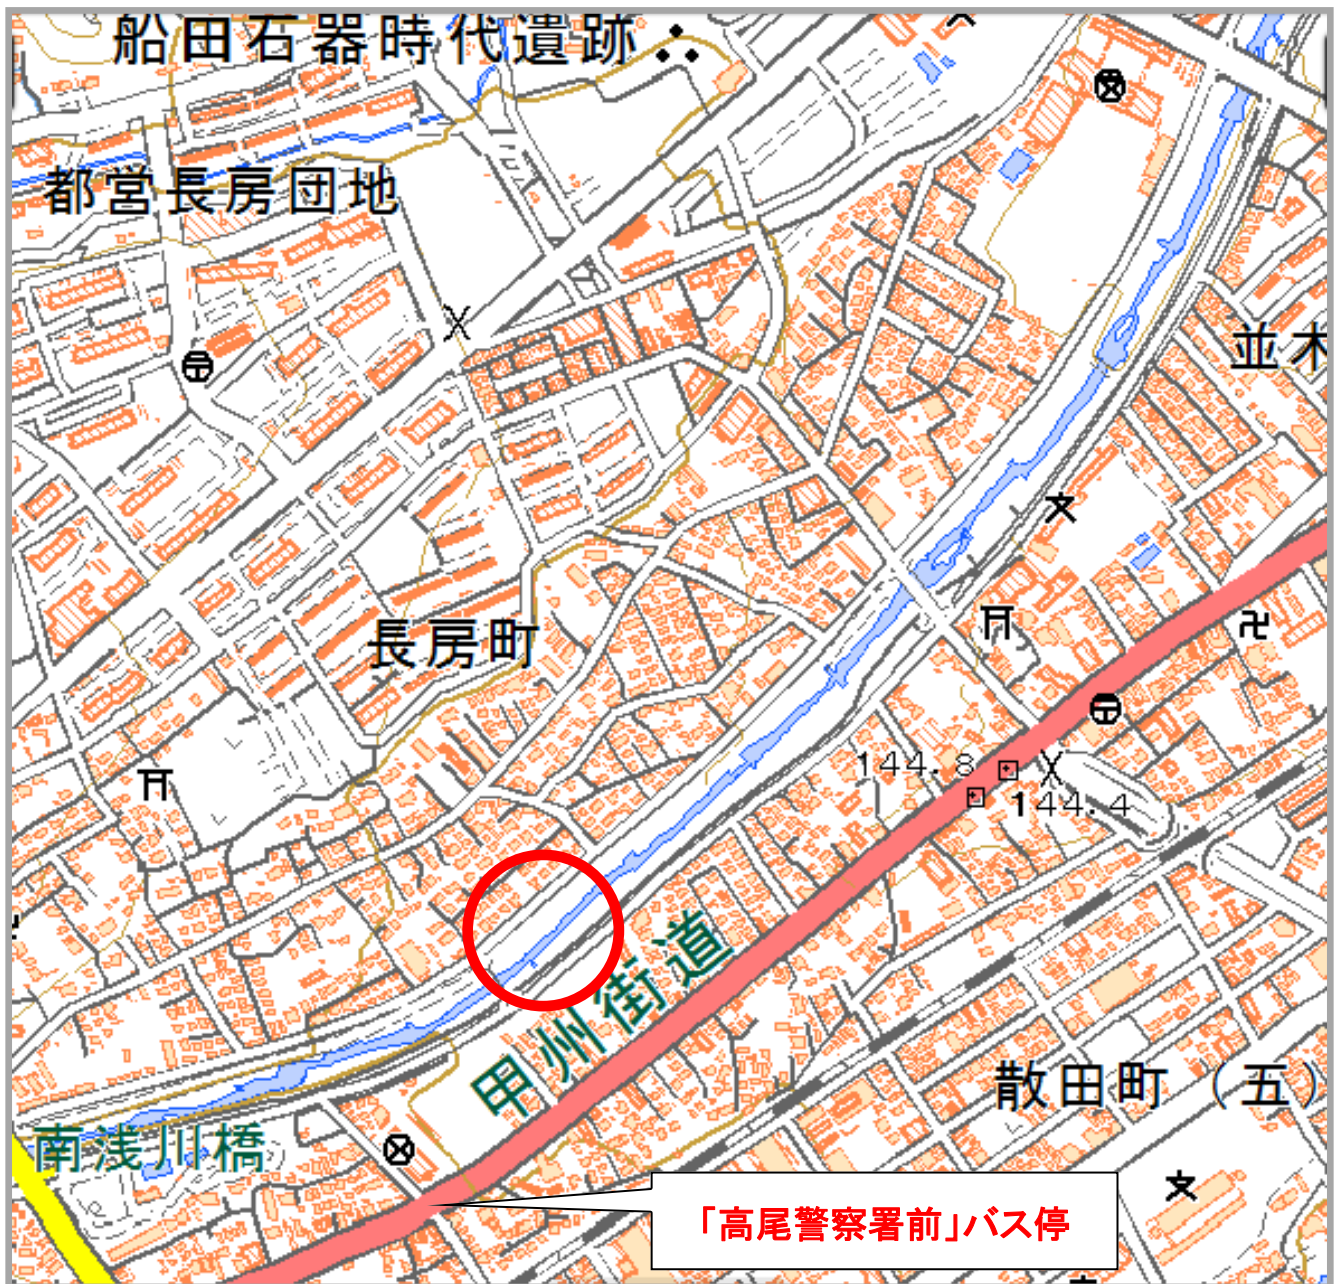 船田石器時代遺跡
都営長房団地
並木
長房町
144.8
144.4
甲州街道
散田町（五）
南浅川橋
「高尾警察署前」バス停